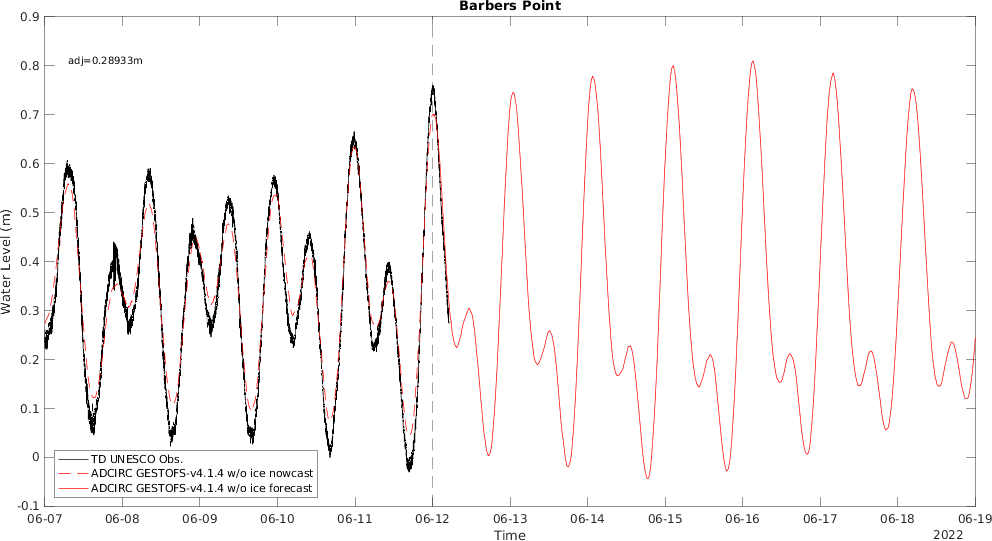 Barbers Point
0.9
0.8
0.7
0.6
0.5
0.4
0.3
0.2
0.1
0
-0.1
Water Level (m)
adj=0.28933m
TD UNESCO Obs.
ADCIRC GESTOFS-v4.1.4 w/o ice nowcast
ADCIRC GESTOFS-v4.1.4 w/o ice forecast
06-07 06-08 06-09 06-10 06-11 06-12 06-13 06-14 06-15 06-16 06-17 06-18 06-19
Time
2022